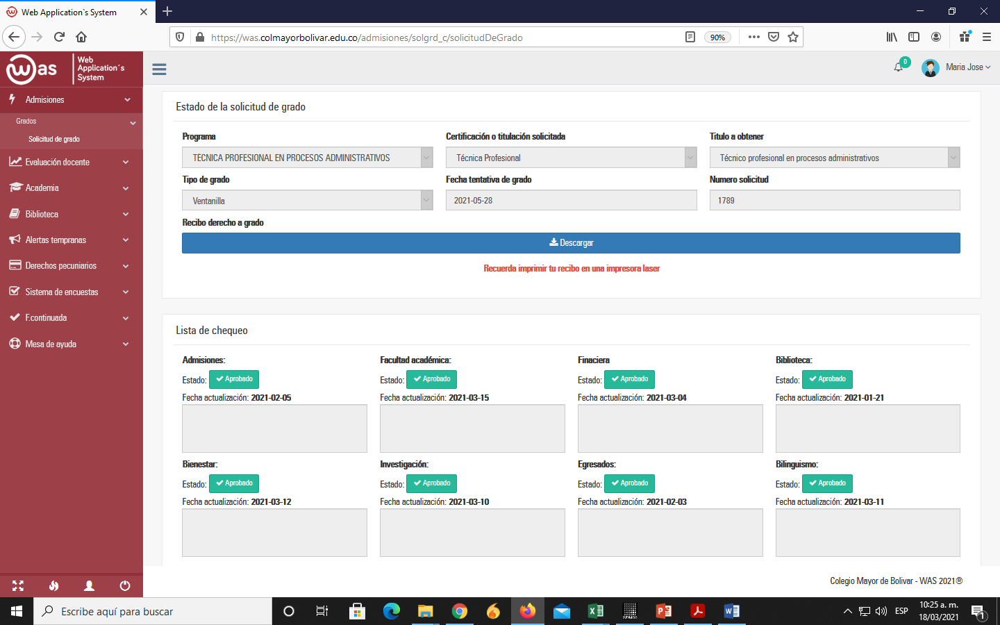 Web Application`s System
https://was.colmayorbolivar.edu.co/admisiones/solgrd_c/solicitudDeGrado
90%
was
Web
Application´s
System
0
Maria Jose
Admisiones
Grados
Solicitud de grado
Evaluación docente
Academia
Biblioteca
Alertas tempranas
Derechos pecuniarios
Sistema de encuestas
F.continuada
Mesa de ayuda
Estado de la solicitud de grado
Programa Certificación o titulación solicitada Titulo a obtener
TÉCNICA PROFESIONAL EN PROCESOS ADMINISTRATIVOS Técnica Profesional Técnico profesional en procesos administrativos
Tipo de grado Fecha tentativa de grado Numero solicitud
Ventanilla 2021-05-28 1789
Recibo derecho a grado
Descargar
Recuerda imprimir tu recibo en una impresora laser
Lista de chequeo
Admisiones: Facultad académica: Finaciera Biblioteca:
Estado: Aprobado Estado: Aprobado Estado: Aprobado Estado: Aprobado
Fecha actualización: 2021-02-05 Fecha actualización: 2021-03-15 Fecha actualización: 2021-03-04 Fecha actualización: 2021-01-21
Bienestar: Investigación: Egresados: Bilinguismo:
Estado: Aprobado Estado: Aprobado Estado: Aprobado Estado: Aprobado
Fecha actualización: 2021-03-12 Fecha actualización: 2021-03-10 Fecha actualización: 2021-02-03 Fecha actualización: 2021-03-11
Colegio Mayor de Bolivar - WAS 2021®
Escribe aquí para buscar
ESP
10:25 a. m.
18/03/2021
1